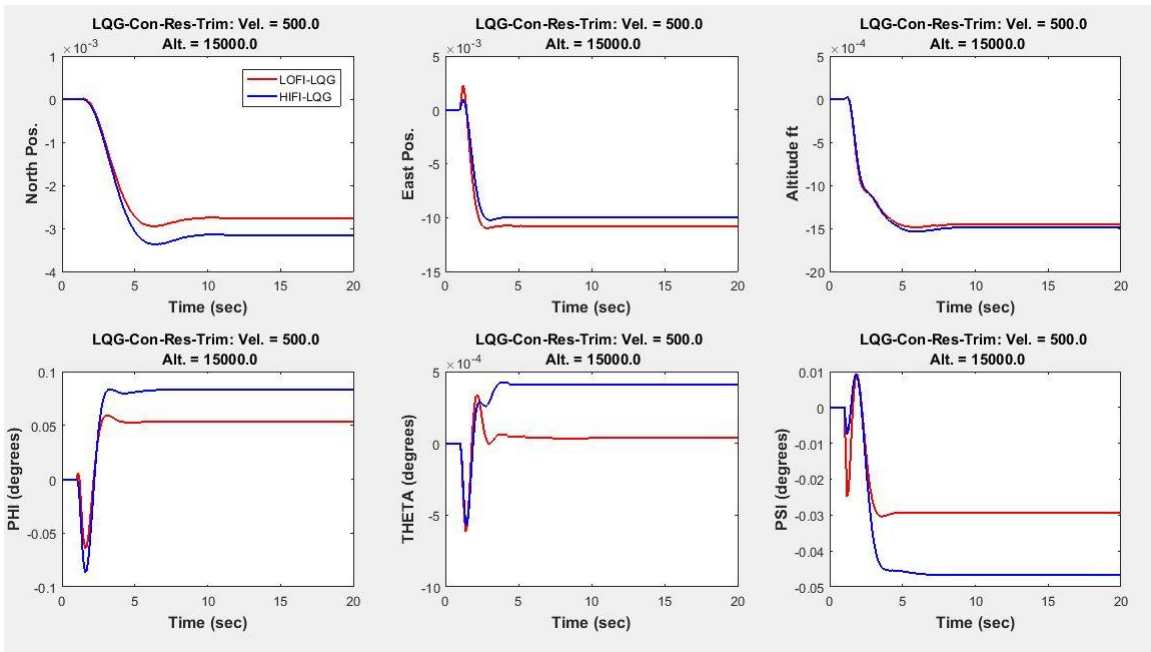 LQG-Con-Res-Trim: Vel. = 500.0
Alt. = 15000.0
×10⁻³
1
0
-1
-2
-3
-4
North Pos.
0 5 10 15 20
Time (sec)
LOFI-LQG
HIFI-LQG
LQG-Con-Res-Trim: Vel. = 500.0
Alt. = 15000.0
×10⁻³
5
0
-5
-10
-15
East Pos.
0 5 10 15 20
Time (sec)
LQG-Con-Res-Trim: Vel. = 500.0
Alt. = 15000.0
×10⁻⁴
5
0
-5
-10
-15
-20
Altitude ft
0 5 10 15 20
Time (sec)
LQG-Con-Res-Trim: Vel. = 500.0
Alt. = 15000.0
0.1
0.05
0
-0.05
-0.1
PHI (degrees)
0 5 10 15 20
Time (sec)
LQG-Con-Res-Trim: Vel. = 500.0
Alt. = 15000.0
×10⁻⁴
5
0
-5
-10
THETA (degrees)
0 5 10 15 20
Time (sec)
LQG-Con-Res-Trim: Vel. = 500.0
Alt. = 15000.0
0.01
0
-0.01
-0.02
-0.03
-0.04
-0.05
PSI (degrees)
0 5 10 15 20
Time (sec)